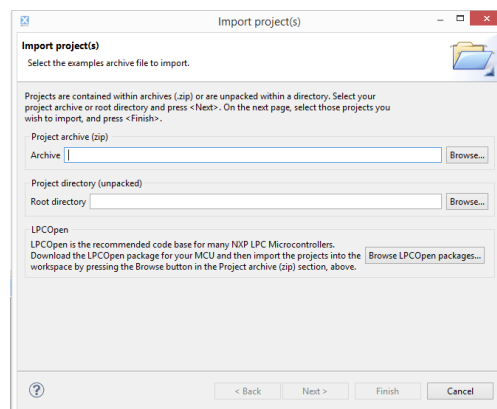 Import project(s)
Import project(s)
Select the examples archive file to import.
Projects are contained within archives (.zip) or are unpacked within a directory. Select your
project archive or root directory and press <Next>. On the next page, select those projects you
wish to import, and press <Finish>.
Project archive (zip)
Archive
Browse...
Project directory (unpacked)
Root directory
Browse...
LPCOpen
LPCOpen is the recommended code base for many NXP LPC Microcontrollers.
Download the LPCOpen package for your MCU and then import the projects into the
workspace by pressing the Browse button in the Project archive (zip) section, above.
Browse LPCOpen packages...
?
< Back
Next >
Finish
Cancel